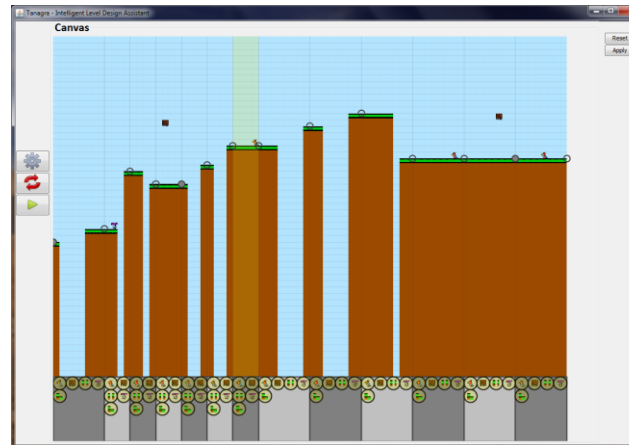 Tanagra - Intelligent Level Design Assistant
Canvas
Reset
Apply